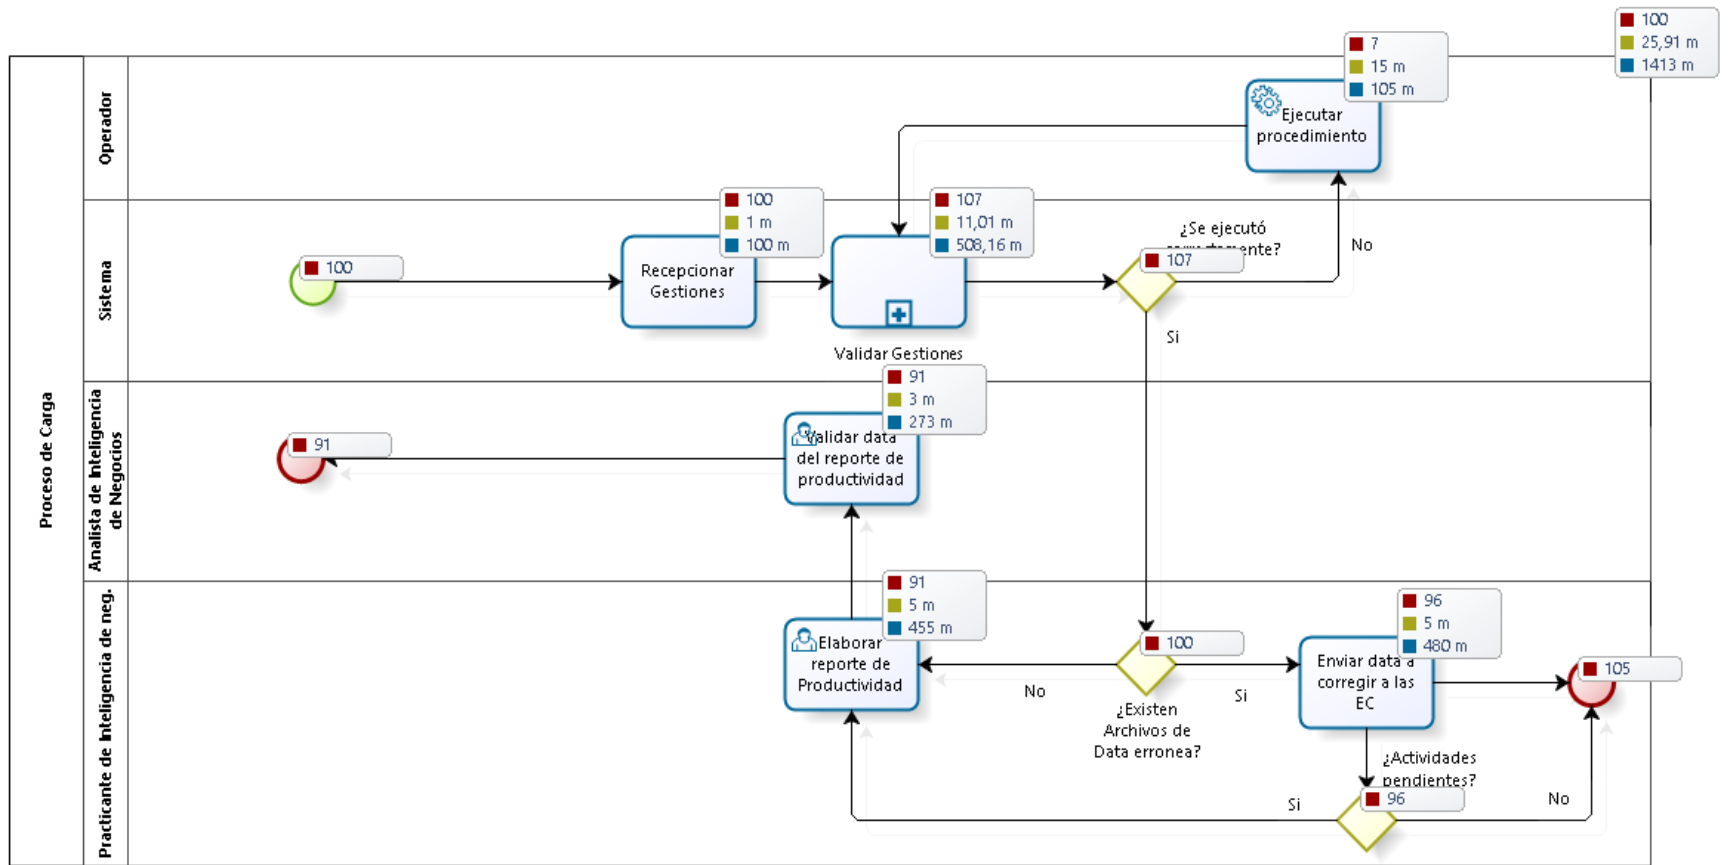 100
25,91 m
1413 m
7
15 m
105 m
Ejecutar
procedimiento
Operador
100
1 m
100 m
107
11,01 m
508,16 m
¿Se ejecutó
107
No
100
Recepcionar
Gestiones
Sistema
Si
Validar Gestiones
91
3 m
273 m
Validar data
del reporte de
productividad
91
Analista de Inteligencia
de Negocios
Proceso de Carga
91
5 m
455 m
Elaborar
reporte de
Productividad
100
No
Si
¿Existen
Archivos de
Data erronea?
96
5 m
480 m
Enviar data a
corregir a las
EC
105
¿Actividades
pendientes?
96
Si
No
Practicante de Inteligencia de neg.